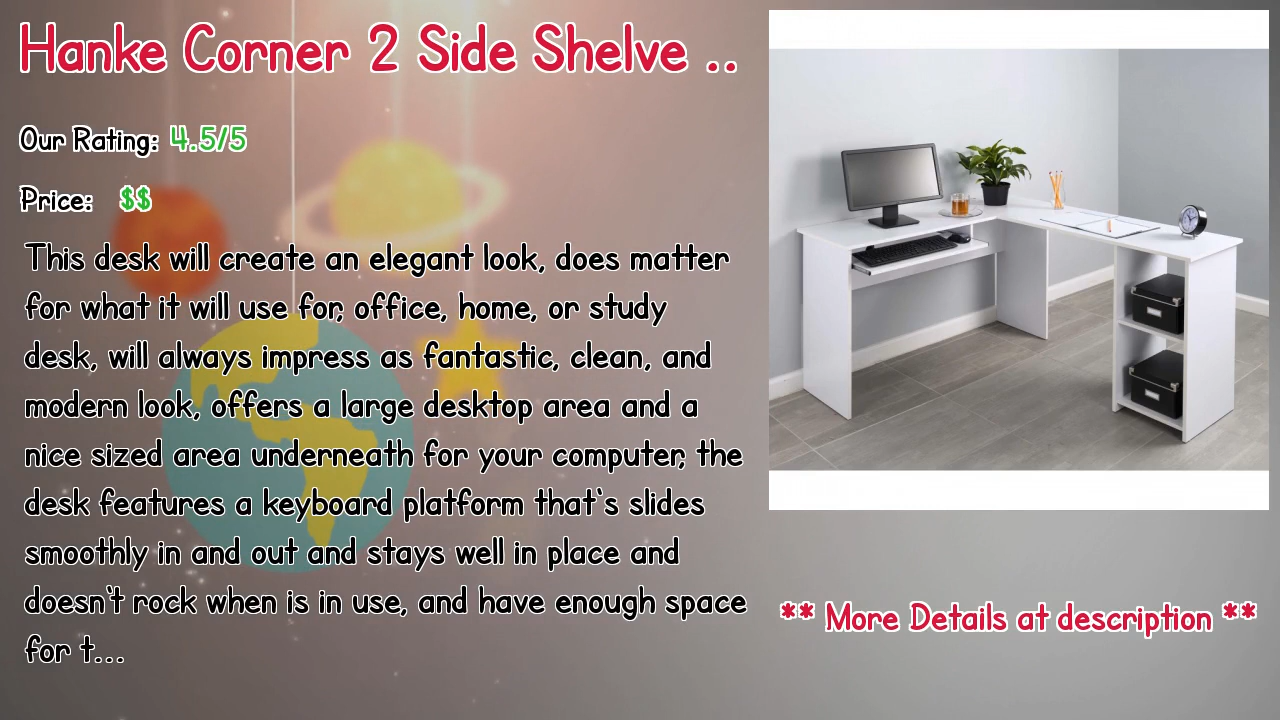 Hanke Corner 2 Side Shelve ..
Our Rating: 4.5/5
Price: $$
This desk will create an elegant look, does matter
for what it will use for, office, home, or study
desk, will always impress as fantastic, clean, and
modern look, offers a large desktop area and a
nice sized area underneath for your computer, the
desk features a keyboard platform that's slides
smoothly in and out and stays well in place and
doesn't rock when is in use, and have enough space
for t...
** More Details at description **